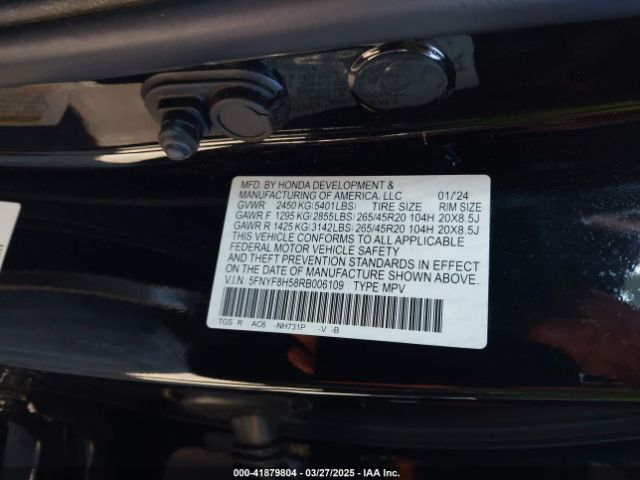 MFD. BY HONDA DEVELOPMENT &
MANUFACTURING OF AMERICA, LLC 01/'24
GVWR 2450 KG (5401LBS) TIRE SIZE RIM SIZE
GAWR F 1295 KG (2855LBS) 265/45R20 104H 20X8.5J
GAWR R 1425 KG (3142LBS) 265/45R20 104H 20X8.5J
THIS VEHICLE CONFORMS TO ALL APPLICABLE
FEDERAL MOTOR VEHICLE SAFETY
AND THEFT PREVENTION STANDARDS IN EFFECT
ON THE DATE OF MANUFACTURE SHOWN ABOVE.
V.I.N. 5FNYF8H58RB006109 TYPE MPV
TGS R AC6 -NH731P -V -B
000-41879804 / 03/27/2025 / IAA Inc.